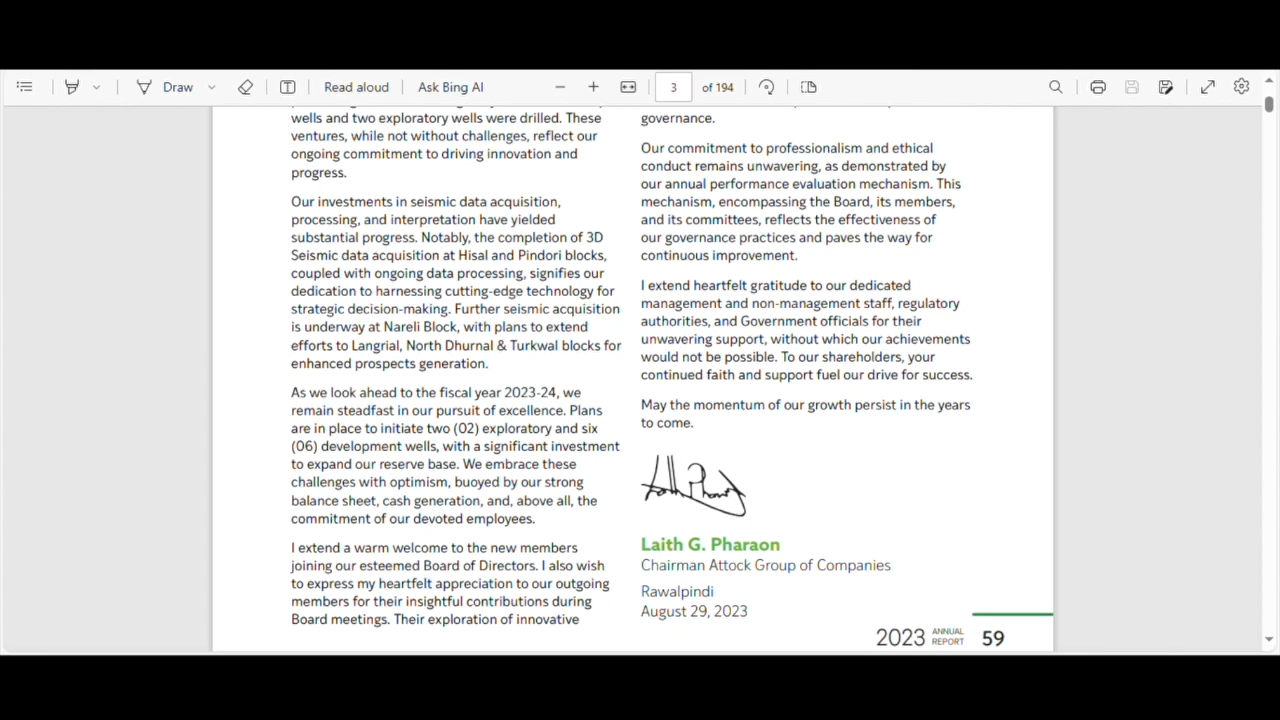 Draw
Read aloud
Ask Bing AI
3
of 194
wells and two exploratory wells were drilled. These
ventures, while not without challenges, reflect our
ongoing commitment to driving innovation and
progress.
Our investments in seismic data acquisition,
processing, and interpretation have yielded
substantial progress. Notably, the completion of 3D
Seismic data acquisition at Hisal and Pindori blocks,
coupled with ongoing data processing, signifies our
dedication to harnessing cutting-edge technology for
strategic decision-making. Further seismic acquisition
is underway at Nareli Block, with plans to extend
efforts to Langrial, North Dhurnal & Turkwal blocks for
enhanced prospects generation.
As we look ahead to the fiscal year 2023-24, we
remain steadfast in our pursuit of excellence. Plans
are in place to initiate two (02) exploratory and six
(06) development wells, with a significant investment
to expand our reserve base. We embrace these
challenges with optimism, buoyed by our strong
balance sheet, cash generation, and, above all, the
commitment of our devoted employees.
I extend a warm welcome to the new members
joining our esteemed Board of Directors. I also wish
to express my heartfelt appreciation to our outgoing
members for their insightful contributions during
Board meetings. Their exploration of innovative
governance.
Our commitment to professionalism and ethical
conduct remains unwavering, as demonstrated by
our annual performance evaluation mechanism. This
mechanism, encompassing the Board, its members,
and its committees, reflects the effectiveness of
our governance practices and paves the way for
continuous improvement.
I extend heartfelt gratitude to our dedicated
management and non-management staff, regulatory
authorities, and Government officials for their
unwavering support, without which our achievements
would not be possible. To our shareholders, your
continued faith and support fuel our drive for success.
May the momentum of our growth persist in the years
to come.
Laith G. Pharaon
Chairman Attock Group of Companies
Rawalpindi
August 29, 2023
2023 ANNUAL REPORT 59